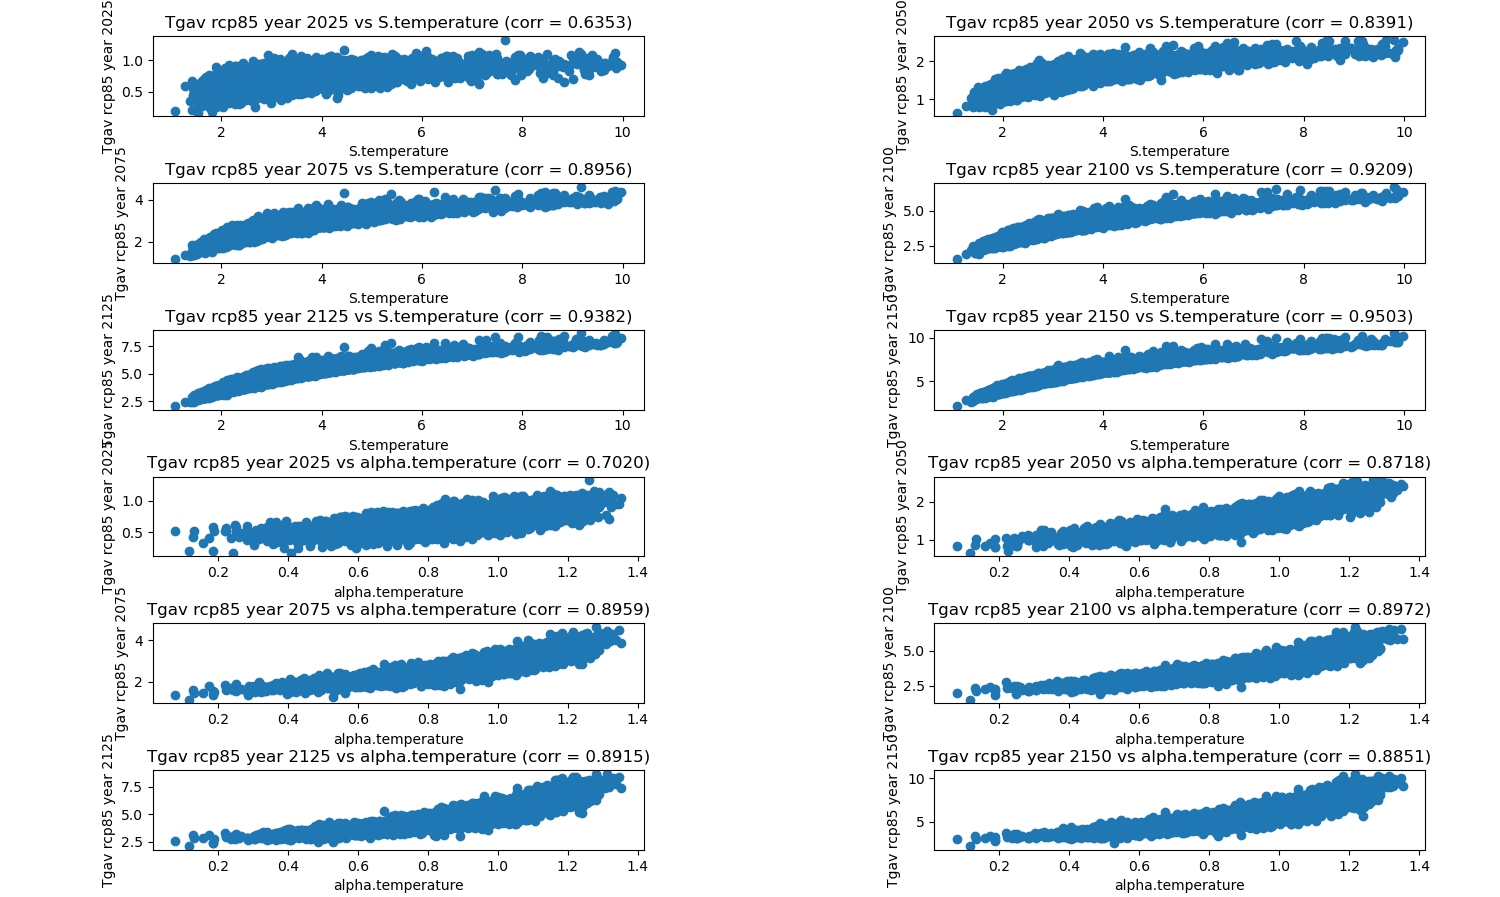 Tgav rcp85 year 2025 vs S.temperature (corr = 0.6353)
Tgav rcp85 year 2025
1.0
0.5
2 4 6 8 10
S.temperature
Tgav rcp85 year 2050 vs S.temperature (corr = 0.8391)
Tgav rcp85 year 2050
2
1
2 4 6 8 10
S.temperature
Tgav rcp85 year 2075 vs S.temperature (corr = 0.8956)
Tgav rcp85 year 2075
4
2
2 4 6 8 10
S.temperature
Tgav rcp85 year 2100 vs S.temperature (corr = 0.9209)
Tgav rcp85 year 2100
5.0
2.5
2 4 6 8 10
S.temperature
Tgav rcp85 year 2125 vs S.temperature (corr = 0.9382)
Tgav rcp85 year 2125
7.5
5.0
2.5
2 4 6 8 10
S.temperature
Tgav rcp85 year 2150 vs S.temperature (corr = 0.9503)
Tgav rcp85 year 2150
10
5
2 4 6 8 10
S.temperature
Tgav rcp85 year 2025 vs alpha.temperature (corr = 0.7020)
Tgav rcp85 year 2025
1.0
0.5
0.2 0.4 0.6 0.8 1.0 1.2 1.4
alpha.temperature
Tgav rcp85 year 2050 vs alpha.temperature (corr = 0.8718)
Tgav rcp85 year 2050
2
1
0.2 0.4 0.6 0.8 1.0 1.2 1.4
alpha.temperature
Tgav rcp85 year 2075 vs alpha.temperature (corr = 0.8959)
Tgav rcp85 year 2075
4
2
0.2 0.4 0.6 0.8 1.0 1.2 1.4
alpha.temperature
Tgav rcp85 year 2100 vs alpha.temperature (corr = 0.8972)
Tgav rcp85 year 2100
5.0
2.5
0.2 0.4 0.6 0.8 1.0 1.2 1.4
alpha.temperature
Tgav rcp85 year 2125 vs alpha.temperature (corr = 0.8915)
Tgav rcp85 year 2125
7.5
5.0
2.5
0.2 0.4 0.6 0.8 1.0 1.2 1.4
alpha.temperature
Tgav rcp85 year 2150 vs alpha.temperature (corr = 0.8851)
Tgav rcp85 year 2150
10
5
0.2 0.4 0.6 0.8 1.0 1.2 1.4
alpha.temperature